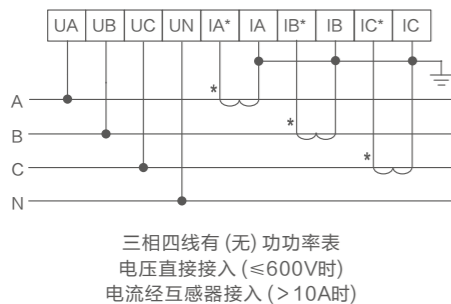 UA UB UC UN IA* IA IB* IB IC* IC
*
A
*
B
*
C
N
三相四线有 (无) 功功率表
电压直接接入 (≤600V时)
电流经互感器接入 (>10A时)